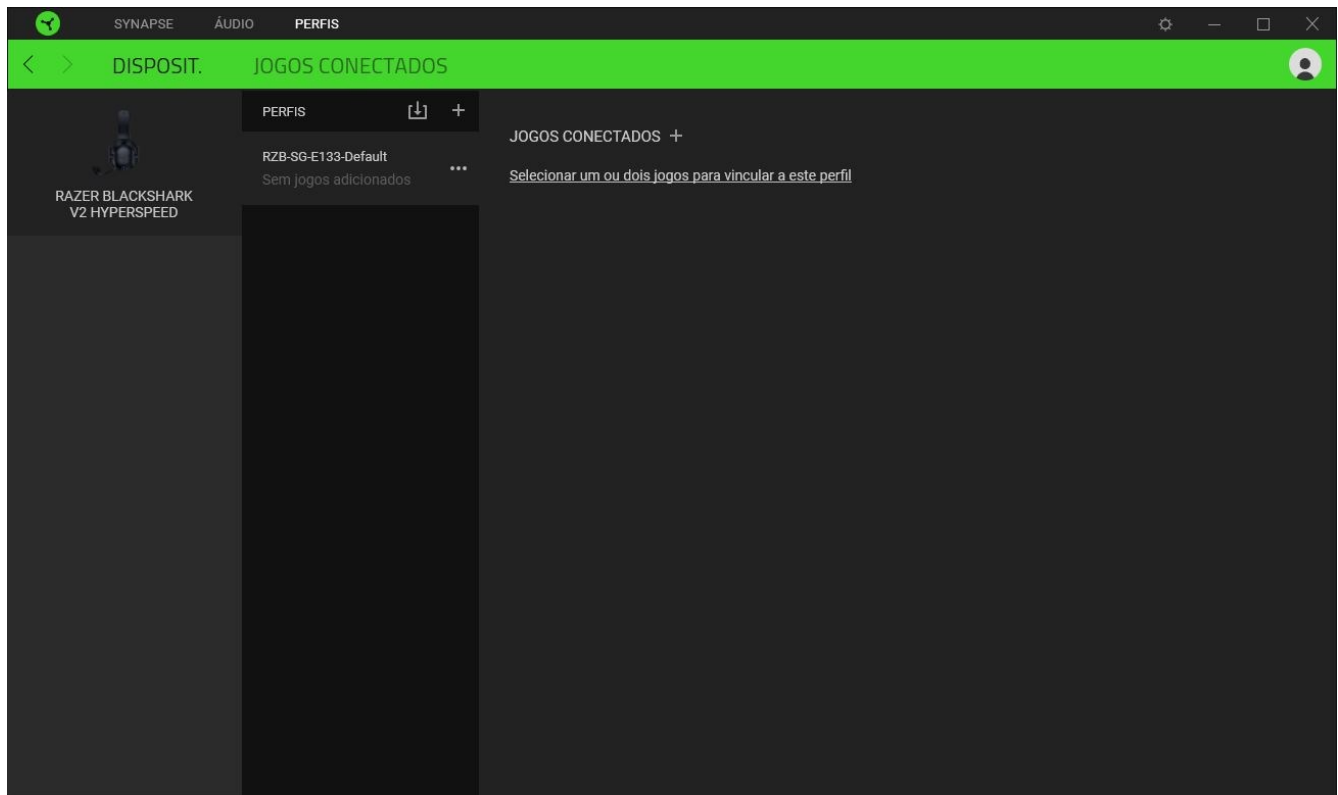 SYNAPSE ÁUDIO PERFIS
DISPOSIT. JOGOS CONECTADOS
RAZER BLACKSHARK
V2 HYPERSPEED
PERFIS
RZB-SG-E133-Default
Sem jogos adicionados
JOGOS CONECTADOS +
Selecionar um ou dois jogos para vincular a este perfil